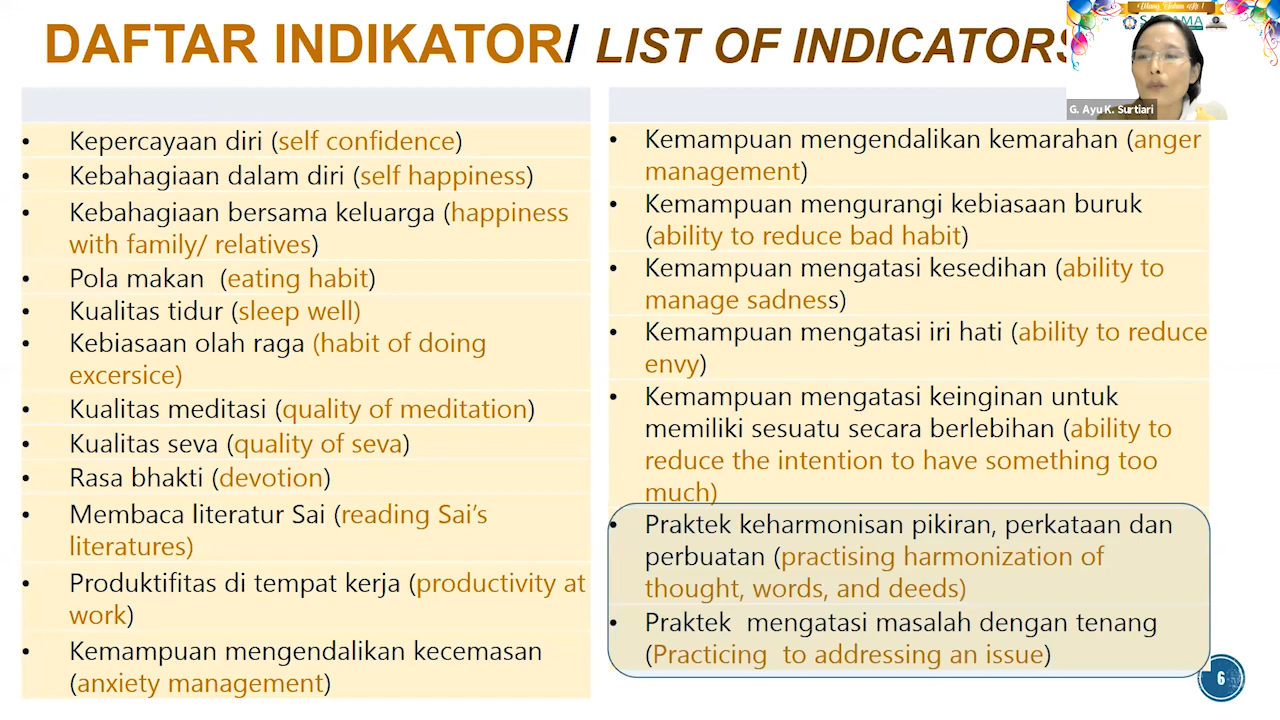 DAFTAR INDIKATOR/ LIST OF INDICATORS
G. Ayu K. Surtiari
• Kepercayaan diri (self confidence)
• Kebahagiaan dalam diri (self happiness)
• Kebahagiaan bersama keluarga (happiness
with family/ relatives)
• Pola makan (eating habit)
• Kualitas tidur (sleep well)
• Kebiasaan olah raga (habit of doing
excersice)
• Kualitas meditasi (quality of meditation)
• Kualitas seva (quality of seva)
• Rasa bhakti (devotion)
• Membaca literatur Sai (reading Sai's
literatures)
• Produktifitas di tempat kerja (productivity at
work)
• Kemampuan mengendalikan kecemasan
(anxiety management)
• Kemampuan mengendalikan kemarahan (anger
management)
• Kemampuan mengurangi kebiasaan buruk
(ability to reduce bad habit)
• Kemampuan mengatasi kesedihan (ability to
manage sadness)
• Kemampuan mengatasi iri hati (ability to reduce
envy)
• Kemampuan mengatasi keinginan untuk
memiliki sesuatu secara berlebihan (ability to
reduce the intention to have something too
much)
• Praktek keharmonisan pikiran, perkataan dan
perbuatan (practising harmonization of
thought, words, and deeds)
• Praktek mengatasi masalah dengan tenang
(Practicing to addressing an issue)
6